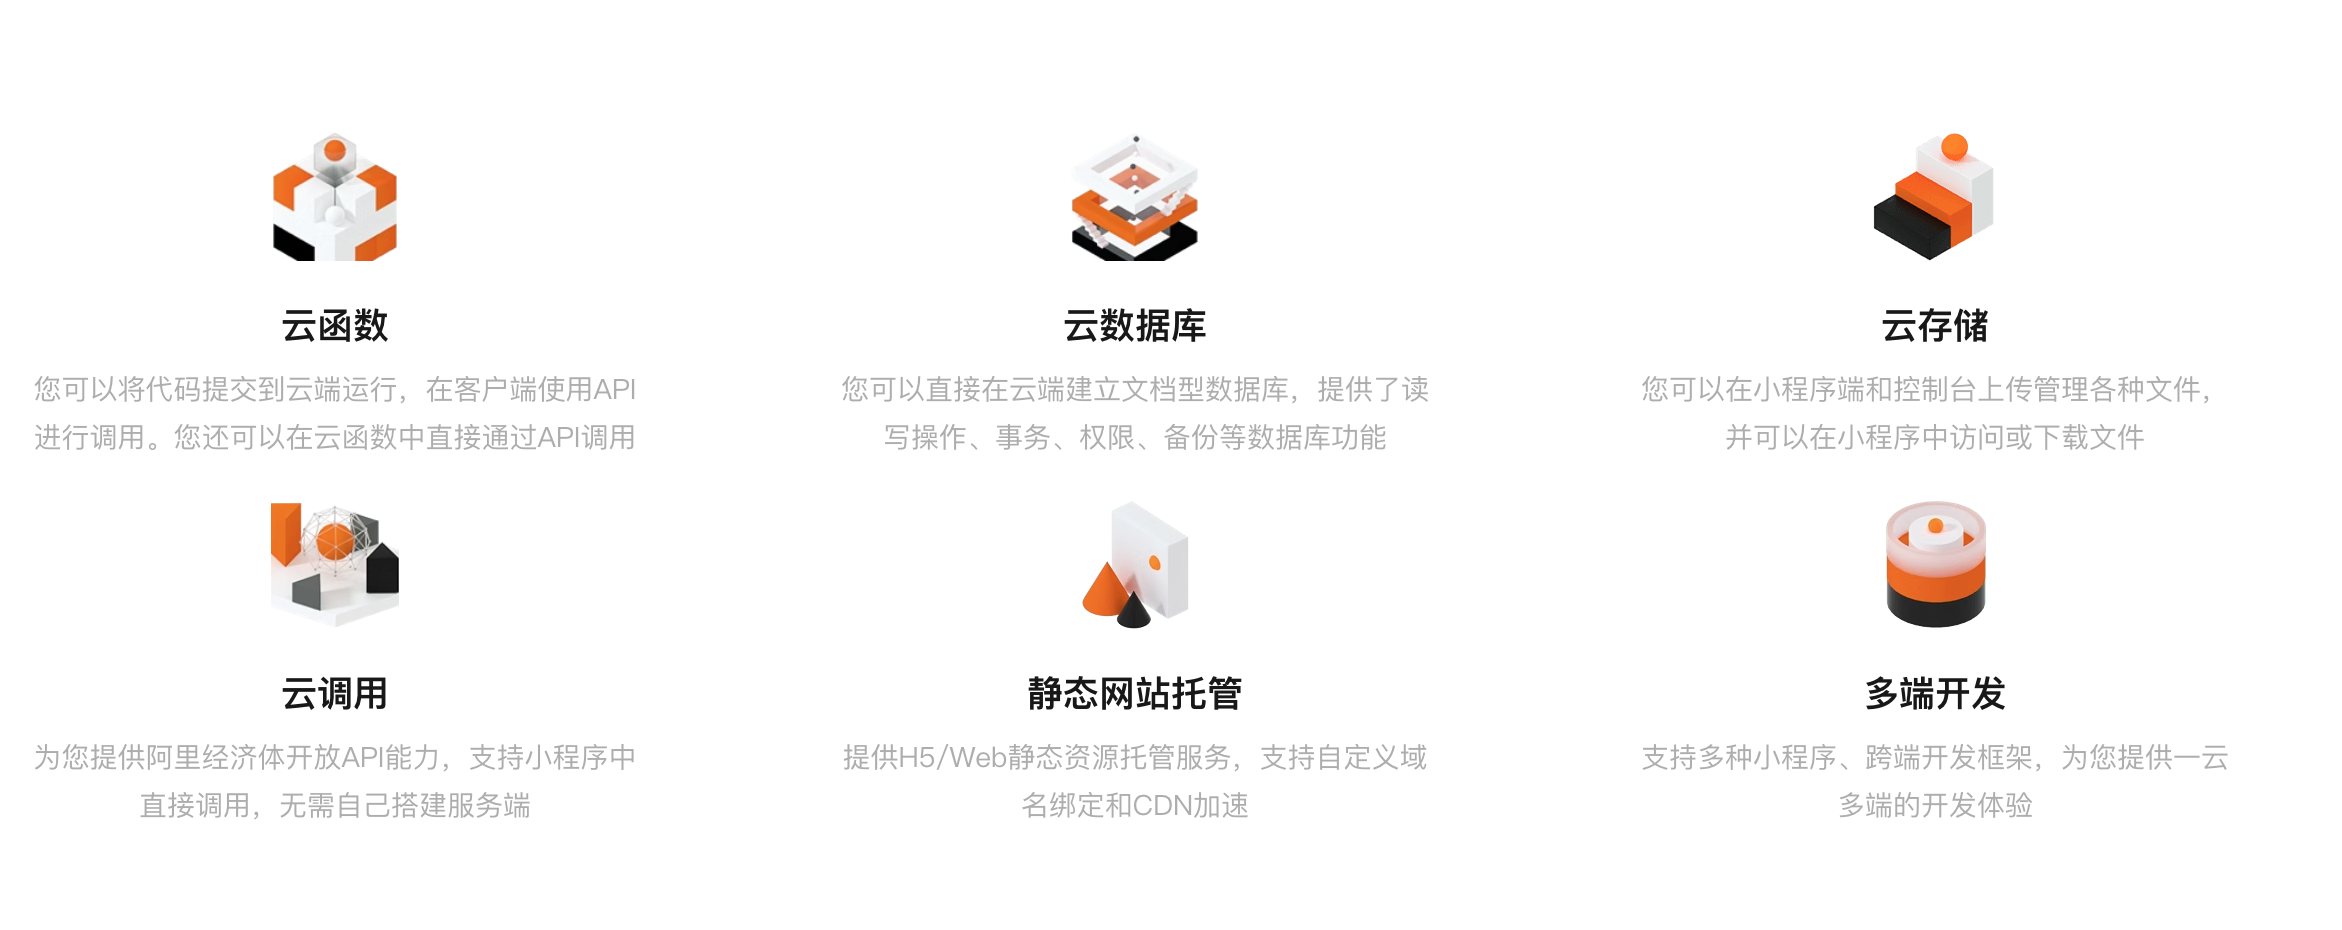 云函数
您可以将代码提交到云端运行，在客户端使用API
进行调用。您还可以在云函数中直接通过API调用
云数据库
您可以直接在云端建立文档型数据库，提供了读
写操作、事务、权限、备份等数据库功能
云存储
您可以在小程序端和控制台上传管理各种文件，
并可以在小程序中访问或下载文件
云调用
为您提供阿里经济体开放API能力，支持小程序中
直接调用，无需自己搭建服务端
静态网站托管
提供H5/Web静态资源托管服务，支持自定义域
名绑定和CDN加速
多端开发
支持多种小程序、跨端开发框架，为您提供一云
多端的开发体验